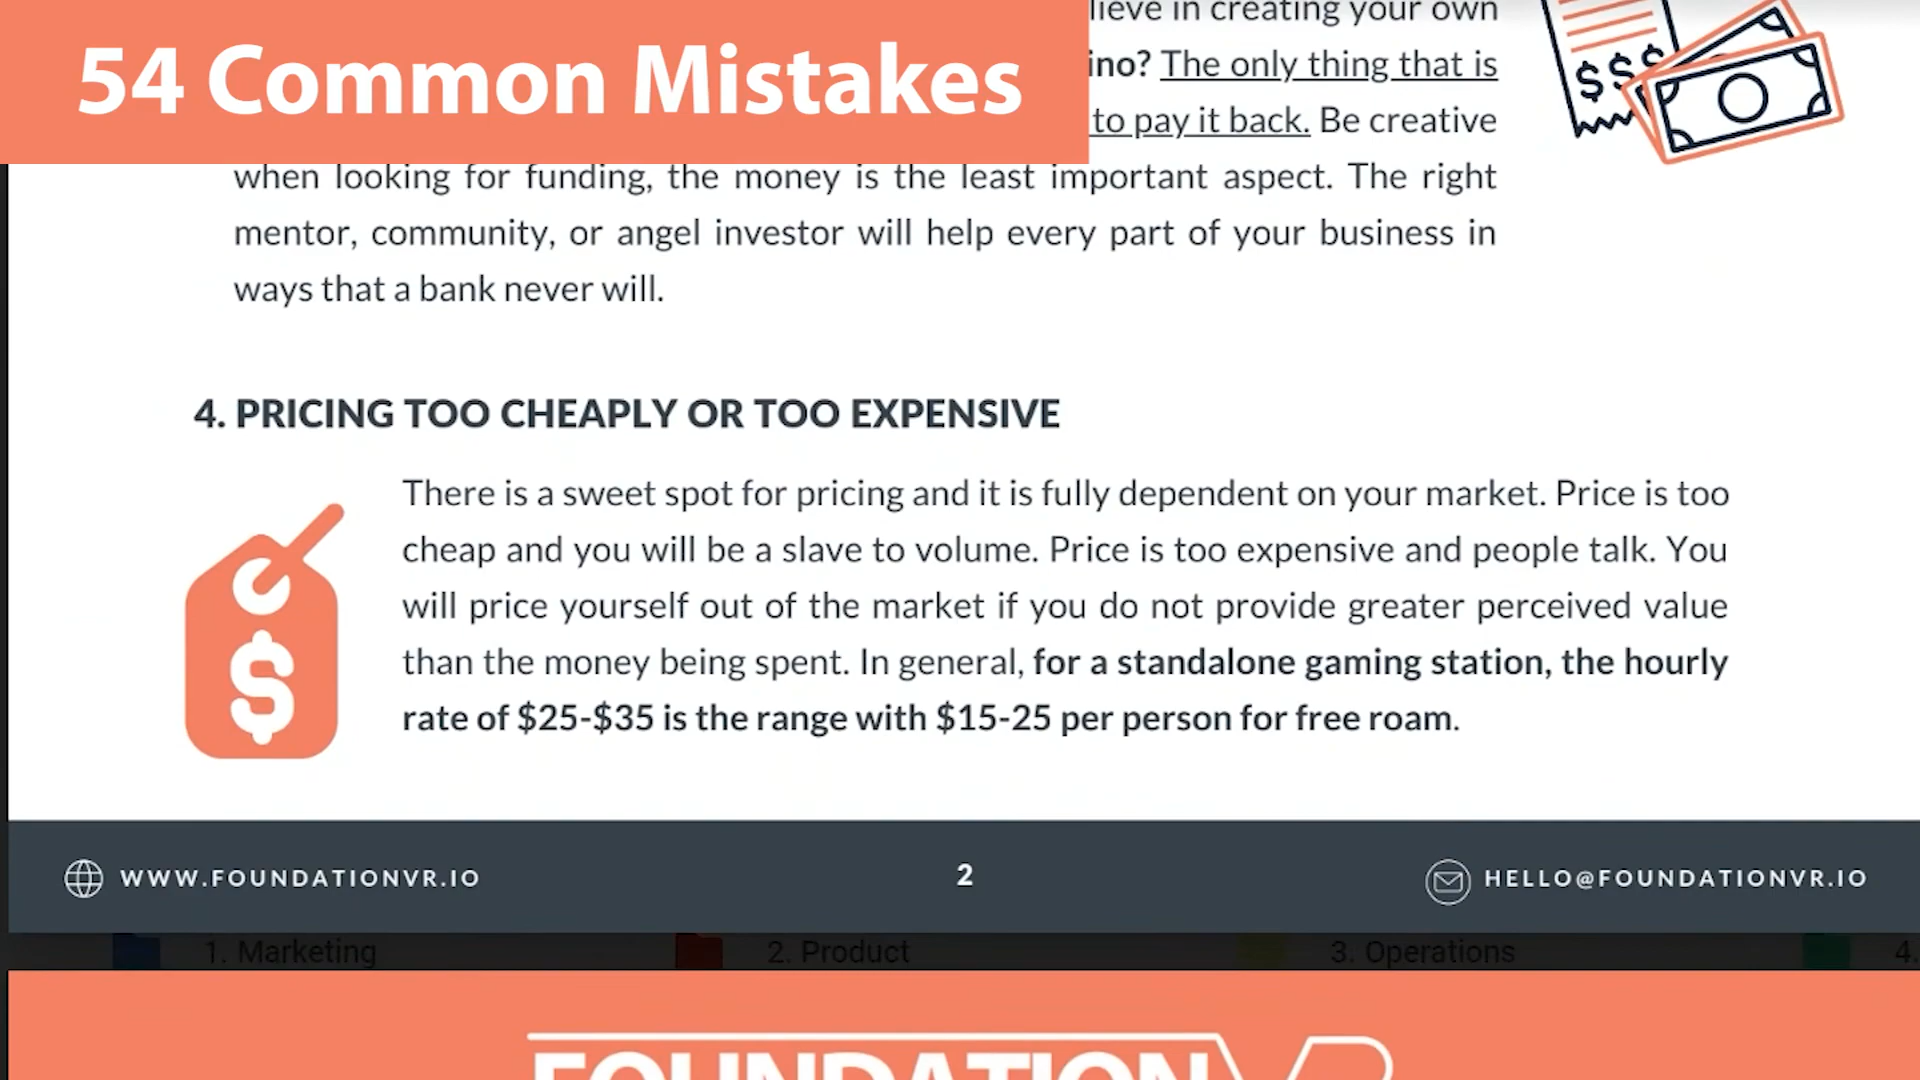 54 Common Mistakes
lieve in creating your own
ino? The only thing that is
to pay it back. Be creative
when looking for funding, the money is the least important aspect. The right
mentor, community, or angel investor will help every part of your business in
ways that a bank never will.
$$$
4. PRICING TOO CHEAPLY OR TOO EXPENSIVE
There is a sweet spot for pricing and it is fully dependent on your market. Price is too
cheap and you will be a slave to volume. Price is too expensive and people talk. You
will price yourself out of the market if you do not provide greater perceived value
than the money being spent. In general, for a standalone gaming station, the hourly
rate of $25-$35 is the range with $15-25 per person for free roam.
$
WWW.FOUNDATIONVR.IO
2
HELLO@FOUNDATIONVR.IO
1. Marketing
2. Product
3. Operations
4.
FOUNDATION VR